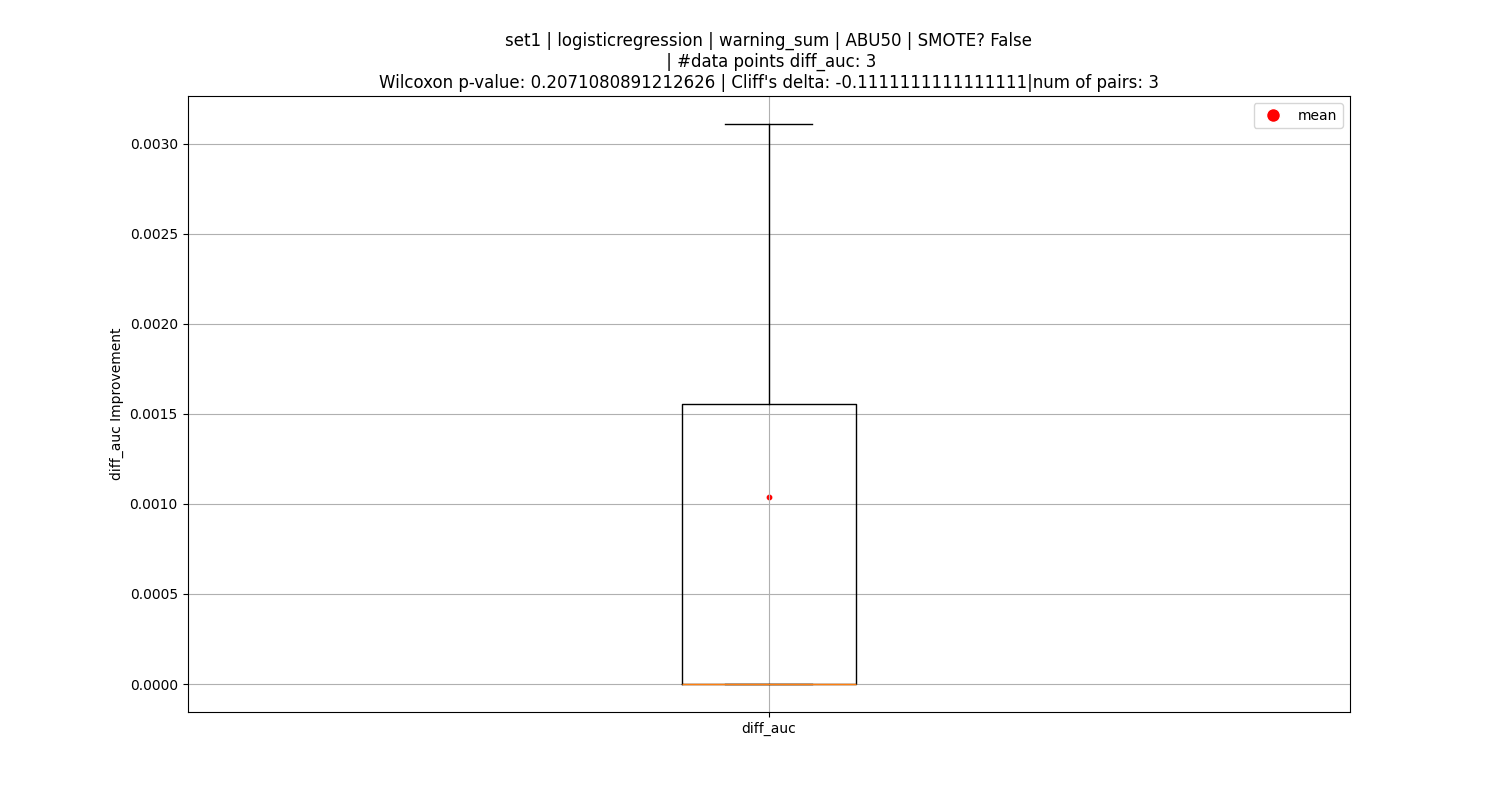 set1 | logisticregression | warning_sum | ABU50 | SMOTE? False
| #data points diff_auc: 3
Wilcoxon p-value: 0.2071080891212626 | Cliff's delta: -0.1111111111111111|num of pairs: 3
mean
0.0030
0.0025
0.0020
0.0015
0.0010
0.0005
0.0000
diff_auc Improvement
diff_auc